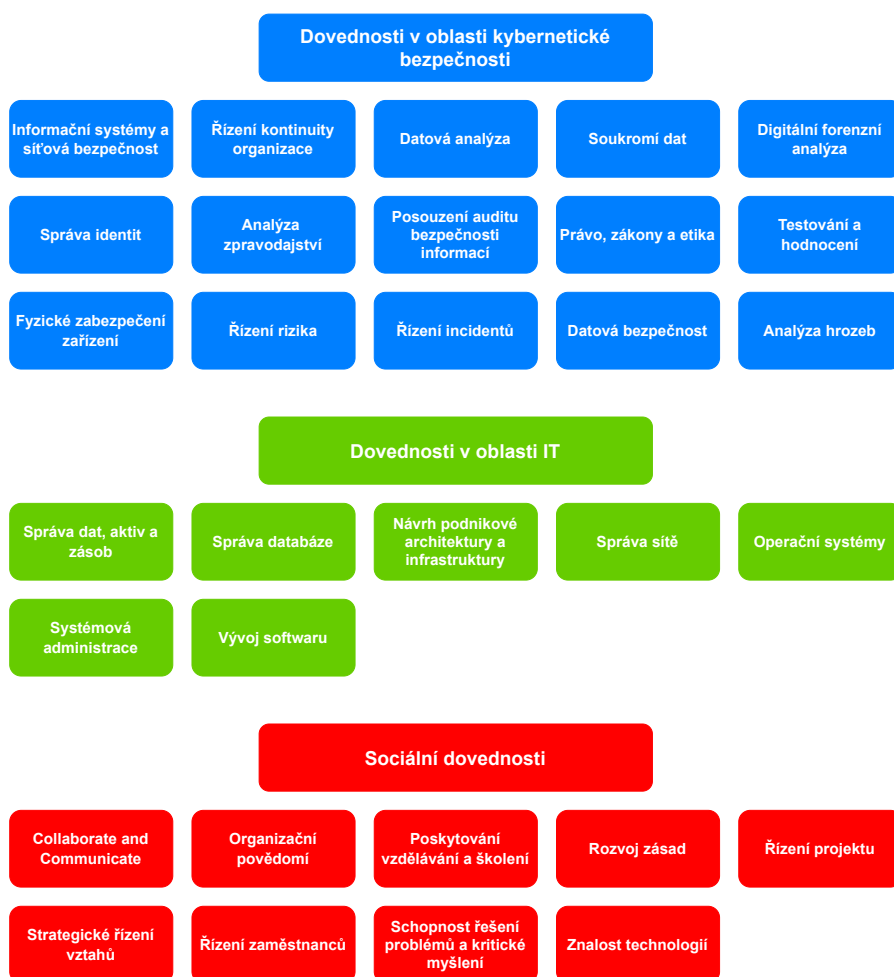 Dovednosti v oblasti kybernetické
bezpečnosti
Informační systémy a
síťová bezpečnost
Řízení kontinuity
organizace
Datová analýza
Soukromí dat
Digitální forenzní
analýza
Správa identit
Analýza
zpravodajství
Posouzení auditu
bezpečnosti
informací
Právo, zákony a etika
Testování a
hodnocení
Fyzické zabezpečení
zařízení
Řízení rizika
Řízení incidentů
Datová bezpečnost
Analýza hrozeb
Dovednosti v oblasti IT
Správa dat, aktiv a
zásob
Správa databáze
Návrh podnikové
architektury a
infrastruktury
Správa sítě
Operační systémy
Systémová
administrace
Vývoj softwaru
Sociální dovednosti
Collaborate and
Communicate
Organizační
povědomí
Poskytování
vzdělávání a školení
Rozvoj zásad
Řízení projektu
Strategické řízení
vztahů
Řízení zaměstnanců
Schopnost řešení
problémů a kritické
myšlení
Znalost technologií